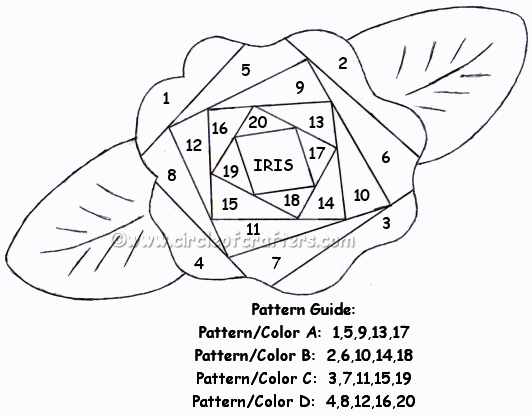 5
2
1
9
20
13
16
12
17
6
8
19
IRIS
18
10
15
14
11
3
©www.circleofcrafters.com
4
7
Pattern Guide:
Pattern/Color A: 1,5,9,13,17
Pattern/Color B: 2,6,10,14,18
Pattern/Color C: 3,7,11,15,19
Pattern/Color D: 4,8,12,16,20